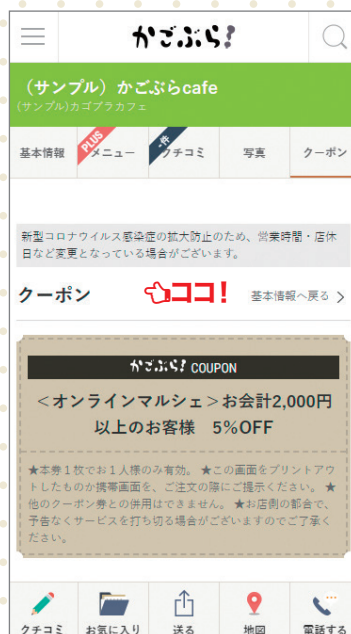 かごぶら!
(サンプル) かごぶらcafe
(サンプル)カゴブラカフェ
基本情報 PLUS メニュー -件 クチコミ 写真 クーポン
新型コロナウイルス感染症の拡大防止のため、営業時間・店休
日など変更となっている場合がございます。
クーポン ココ! 基本情報へ戻る
かごぶら! COUPON
<オンラインマルシェ>お会計2,000円
以上のお客様 5%OFF
★本券1枚でお1人様のみ有効。 ★この画面をプリントアウ
トしたものか携帯画面を、ご注文の際にご提示ください。 ★
他のクーポン券との併用はできません。 ★お店側の都合で、
予告なくサービスを打ち切る場合がございますのでご了承く
ださい。
クチコミ お気に入り 送る 地図 電話する